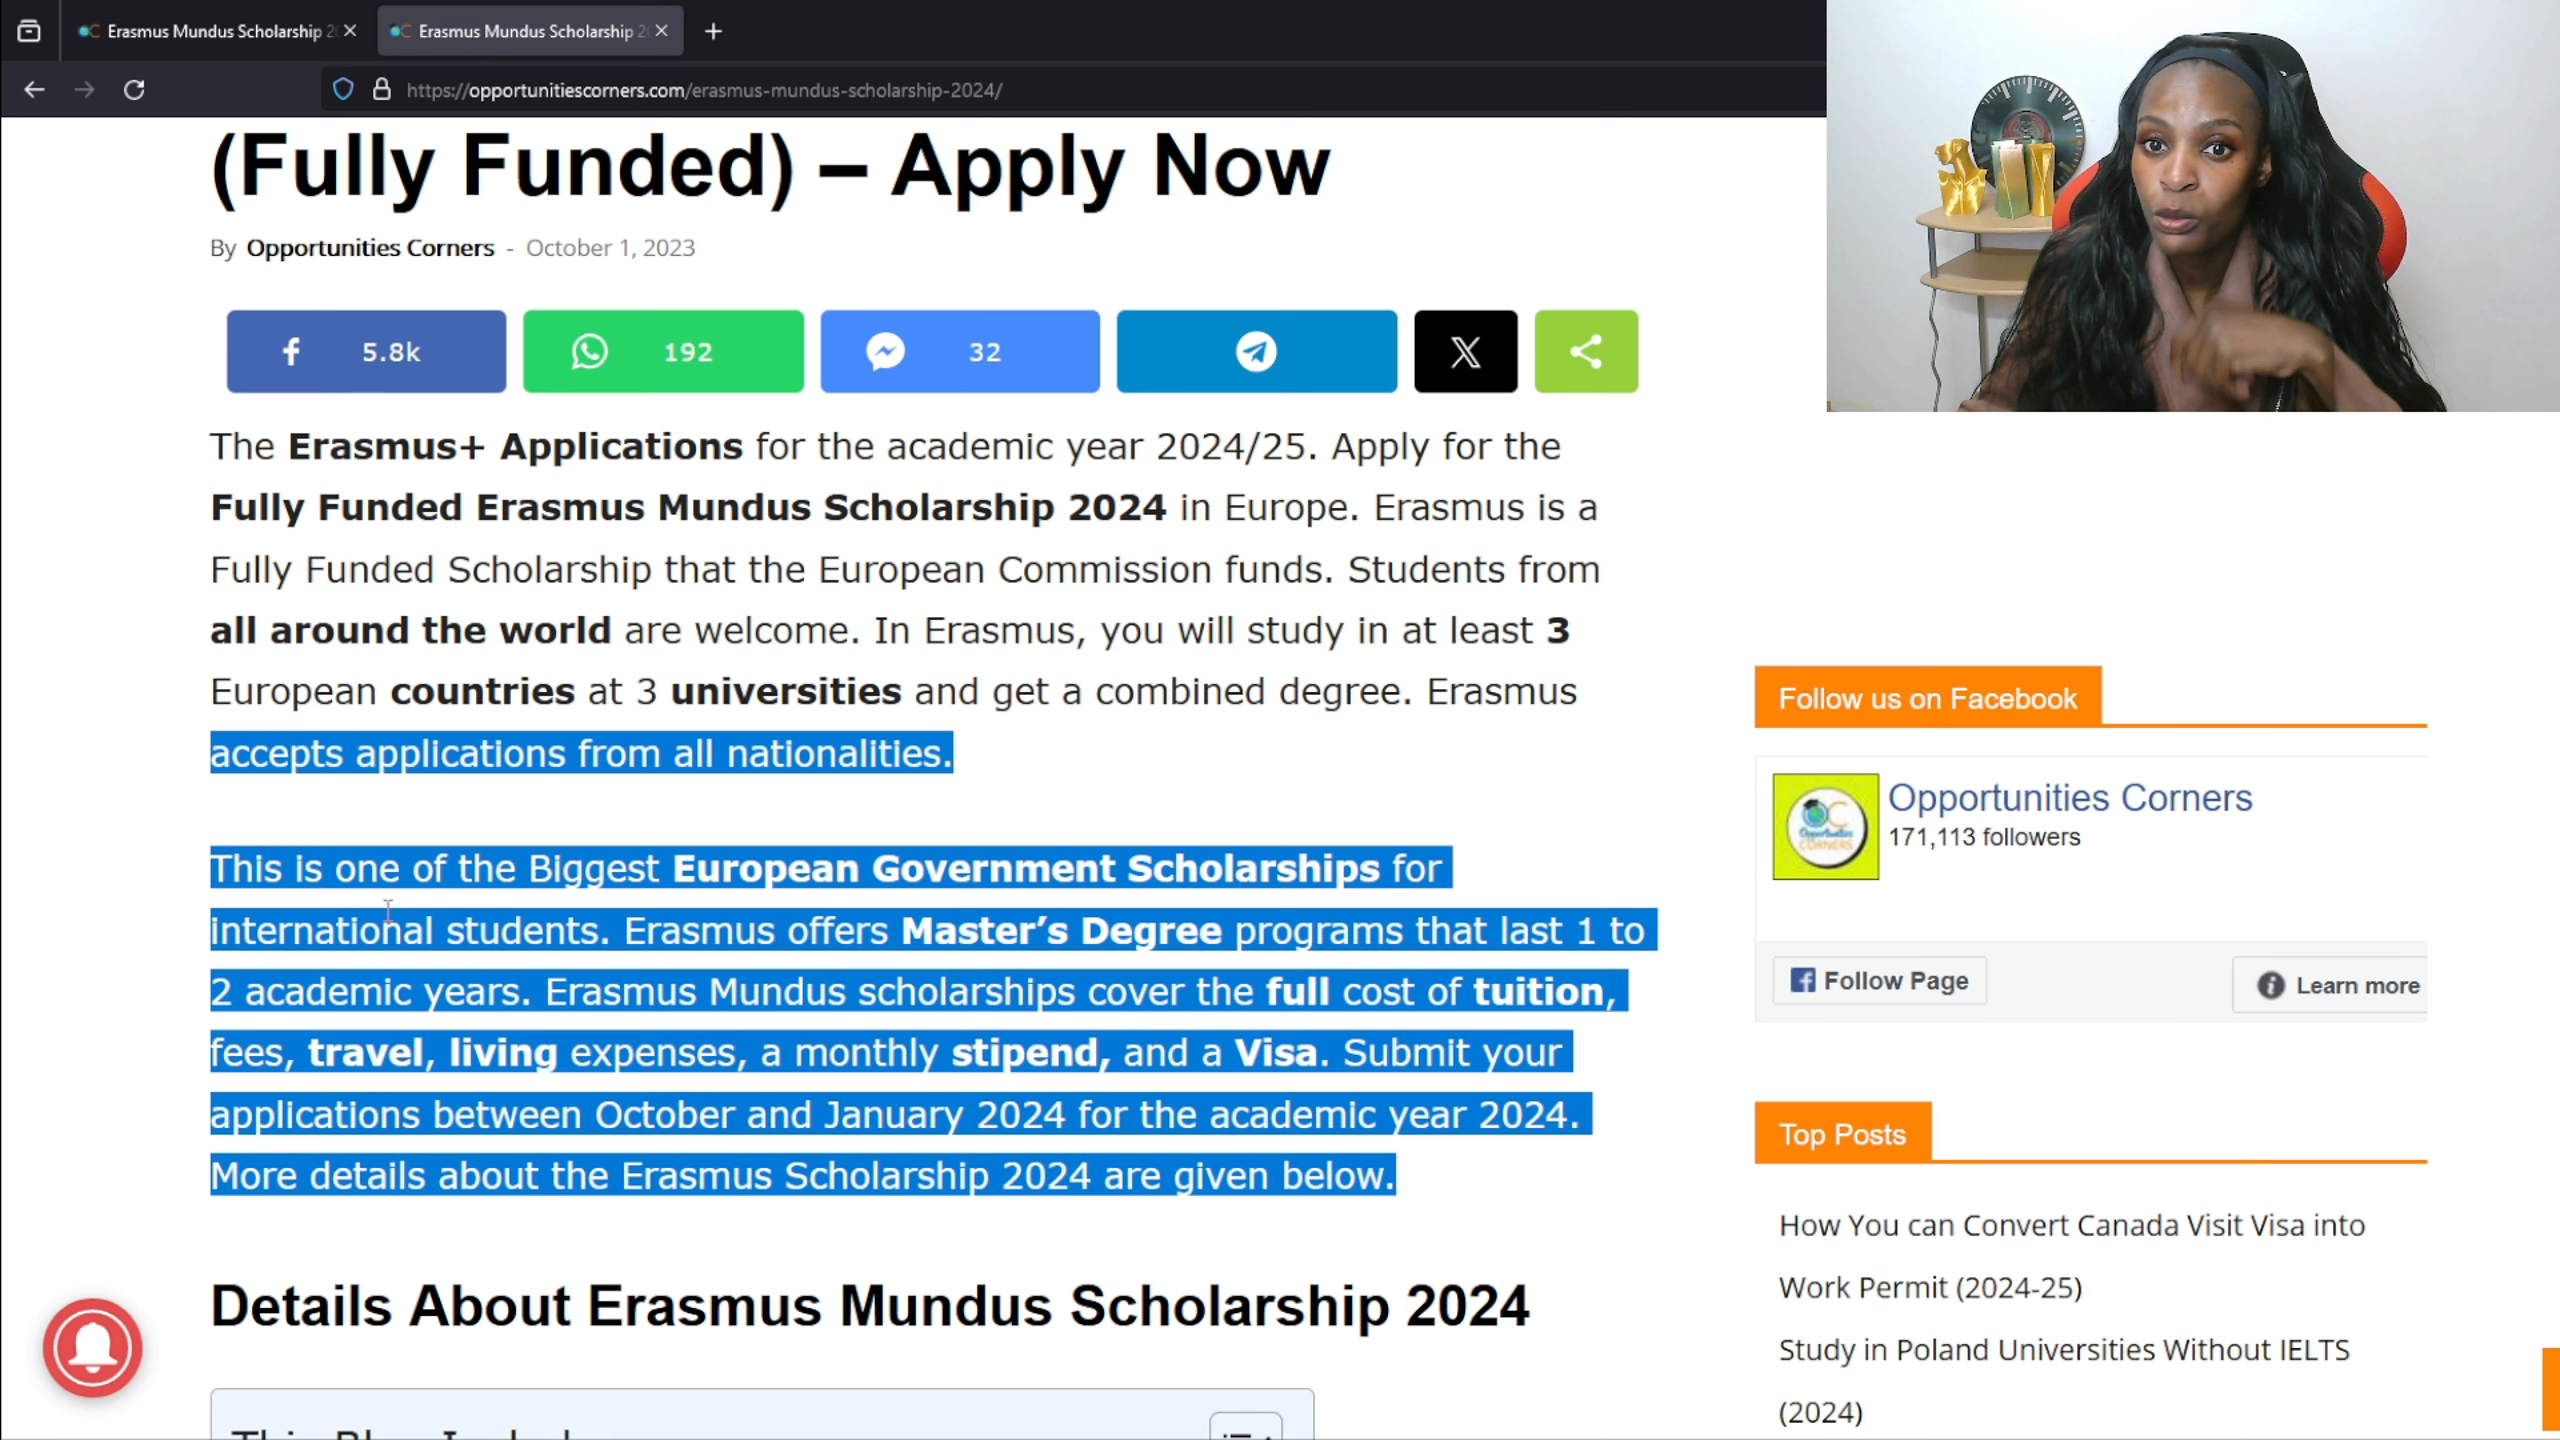 Erasmus Mundus Scholarship 2
Erasmus Mundus Scholarship 2
https://opportunitiescorners.com/erasmus-mundus-scholarship-2024/
(Fully Funded) – Apply Now
By Opportunities Corners - October 1, 2023
5.8k
192
32
The Erasmus+ Applications for the academic year 2024/25. Apply for the
Fully Funded Erasmus Mundus Scholarship 2024 in Europe. Erasmus is a
Fully Funded Scholarship that the European Commission funds. Students from
all around the world are welcome. In Erasmus, you will study in at least 3
European countries at 3 universities and get a combined degree. Erasmus
accepts applications from all nationalities.
This is one of the Biggest European Government Scholarships for
international students. Erasmus offers Master’s Degree programs that last 1 to
2 academic years. Erasmus Mundus scholarships cover the full cost of tuition,
fees, travel, living expenses, a monthly stipend, and a Visa. Submit your
applications between October and January 2024 for the academic year 2024.
More details about the Erasmus Scholarship 2024 are given below.
Details About Erasmus Mundus Scholarship 2024
Follow us on Facebook
Opportunities Corners
171,113 followers
Follow Page
Learn more
Top Posts
How You can Convert Canada Visit Visa into
Work Permit (2024-25)
Study in Poland Universities Without IELTS
(2024)